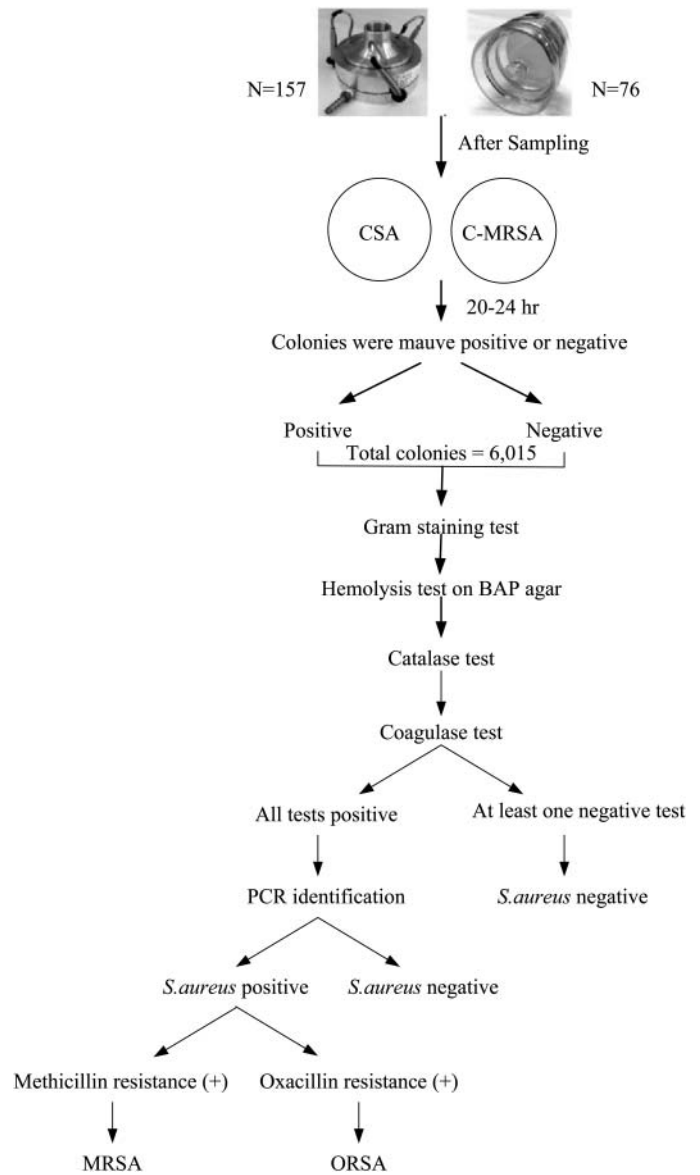 N=157
N=76
After Sampling
CSA
C-MRSA
20-24 hr
Colonies were mauve positive or negative
Positive
Negative
Total colonies = 6,015
Gram staining test
Hemolysis test on BAP agar
Catalase test
Coagulase test
All tests positive
At least one negative test
PCR identification
S.aureus negative
S.aureus positive
S.aureus negative
Methicillin resistance (+)
Oxacillin resistance (+)
MRSA
ORSA